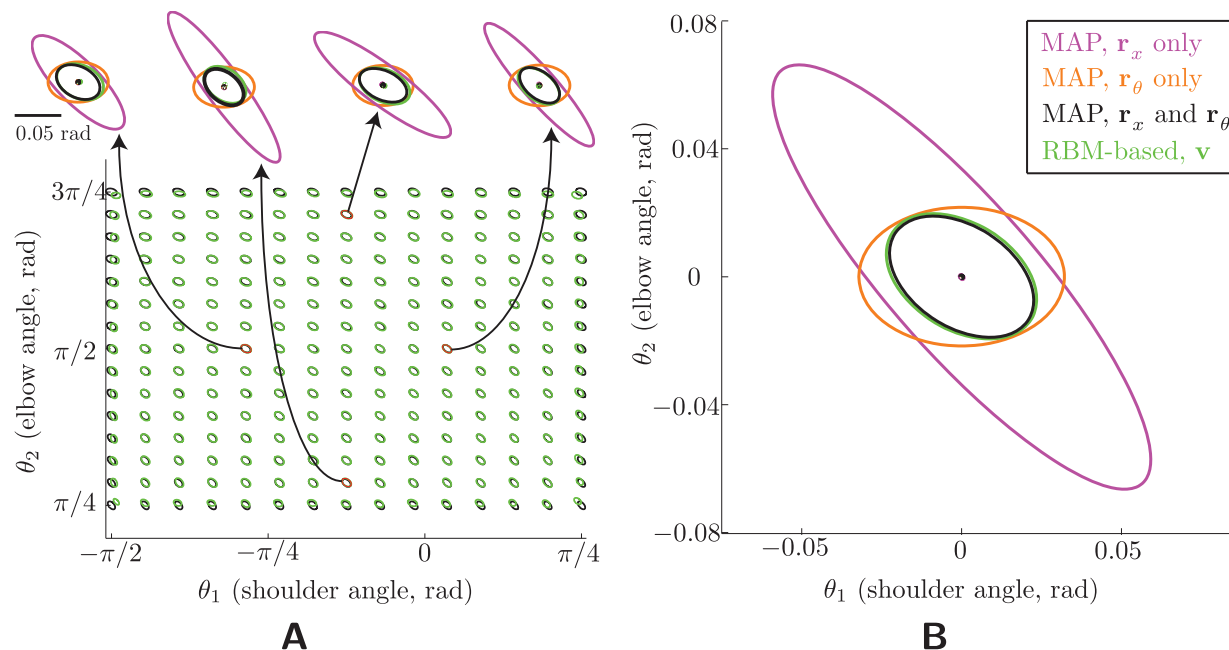 0.05 rad
3π/4
π/2
π/4
θ₂ (elbow angle, rad)
−π/2
−π/4
0
π/4
θ₁ (shoulder angle, rad)
A
0.08
0.04
0
−0.04
−0.08
θ₂ (elbow angle, rad)
MAP, rₓ only
MAP, r_θ only
MAP, rₓ and r_θ
RBM-based, v
−0.05
0
0.05
θ₁ (shoulder angle, rad)
B